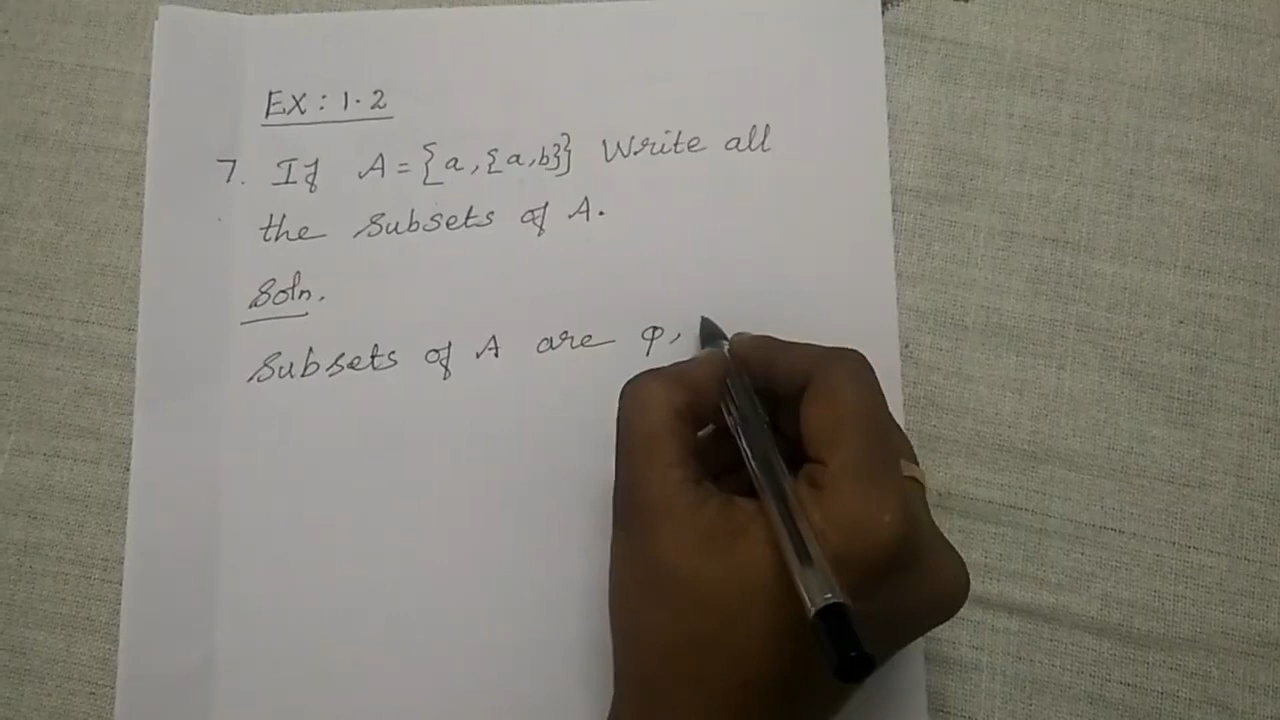 EX : 1.2
7. If A = {a, {a,b}} Write all
the Subsets of A.
Soln.
Subsets of A are φ,